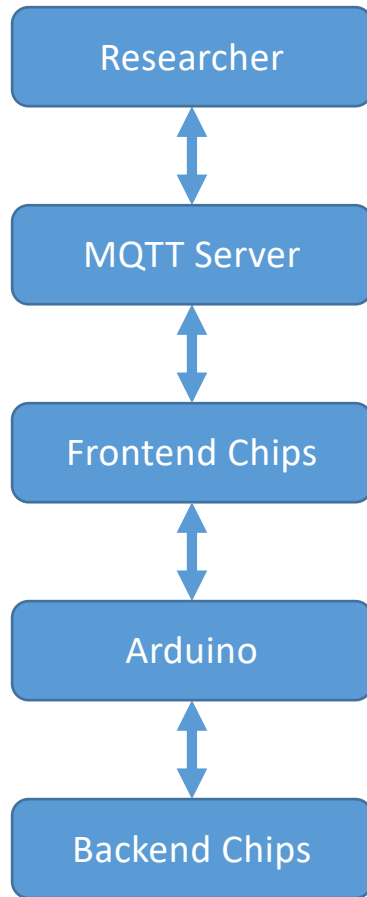 Researcher
MQTT Server
Frontend Chips
Arduino
Backend Chips